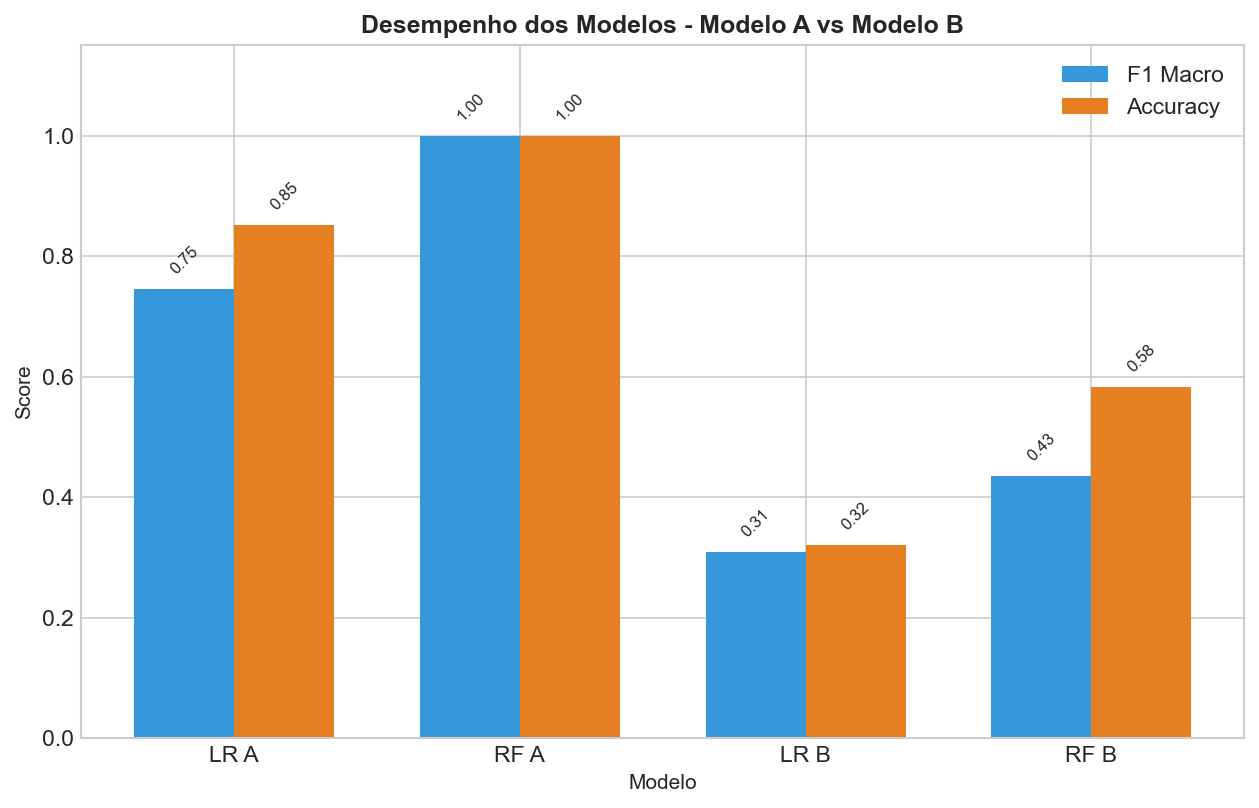 Desempenho dos Modelos - Modelo A vs Modelo B
F1 Macro
Accuracy
Score
1.0
0.8
0.6
0.4
0.2
0.0
0.75
0.85
1.00
1.00
0.31
0.32
0.43
0.58
LR A
RF A
LR B
RF B
Modelo